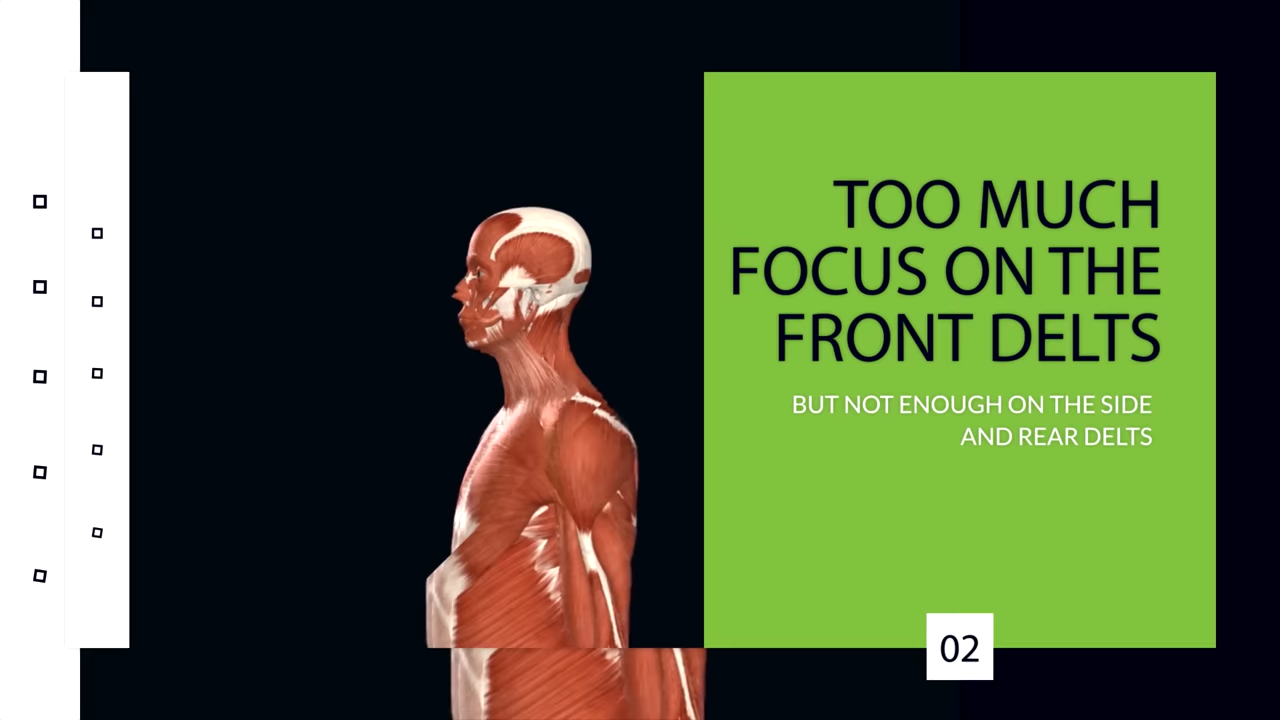 TOO MUCH
FOCUS ON THE
FRONT DELTS
BUT NOT ENOUGH ON THE SIDE
AND REAR DELTS
02